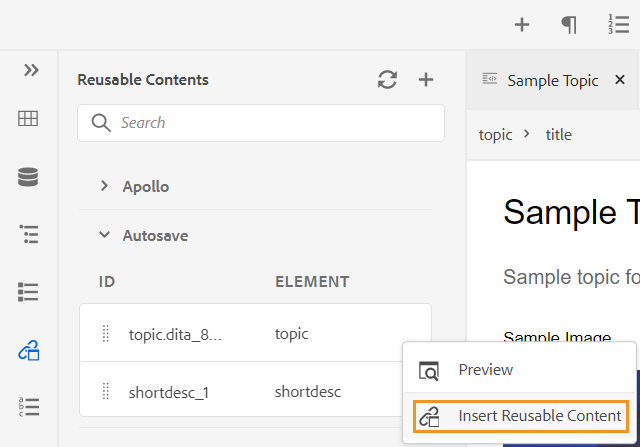 Reusable Contents
Search
Apollo
Autosave
ID ELEMENT
topic.dita_8... topic
shortdesc_1 shortdesc
Sample Topic
topic > title
Sample T
Sample topic fo
Sample Image
Preview
Insert Reusable Content